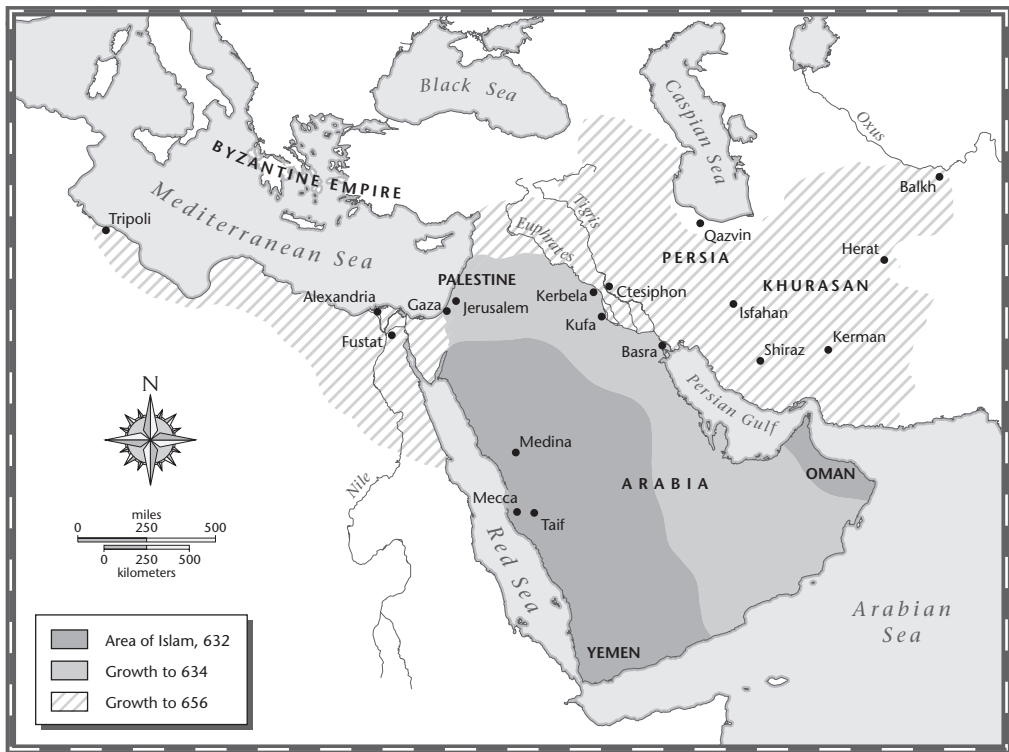 Black Sea
Caspian Sea
Oxus
BYZANTINE EMPIRE
Balkh
Mediterranean Sea
Tripoli
Tigris
Euphrates
Qazvin
PERSIA
Herat
PALESTINE
KHURASAN
Alexandria
Gaza
Jerusalem
Kerbela
Ctesiphon
Isfahan
Fustat
Kufa
Basra
Shiraz
Kerman
Persian Gulf
N
Medina
ARABIA
OMAN
Nile
Mecca
Taif
Red Sea
miles
0 250 500
0 250 500
kilometers
Arabian
Sea
YEMEN
Area of Islam, 632
Growth to 634
Growth to 656